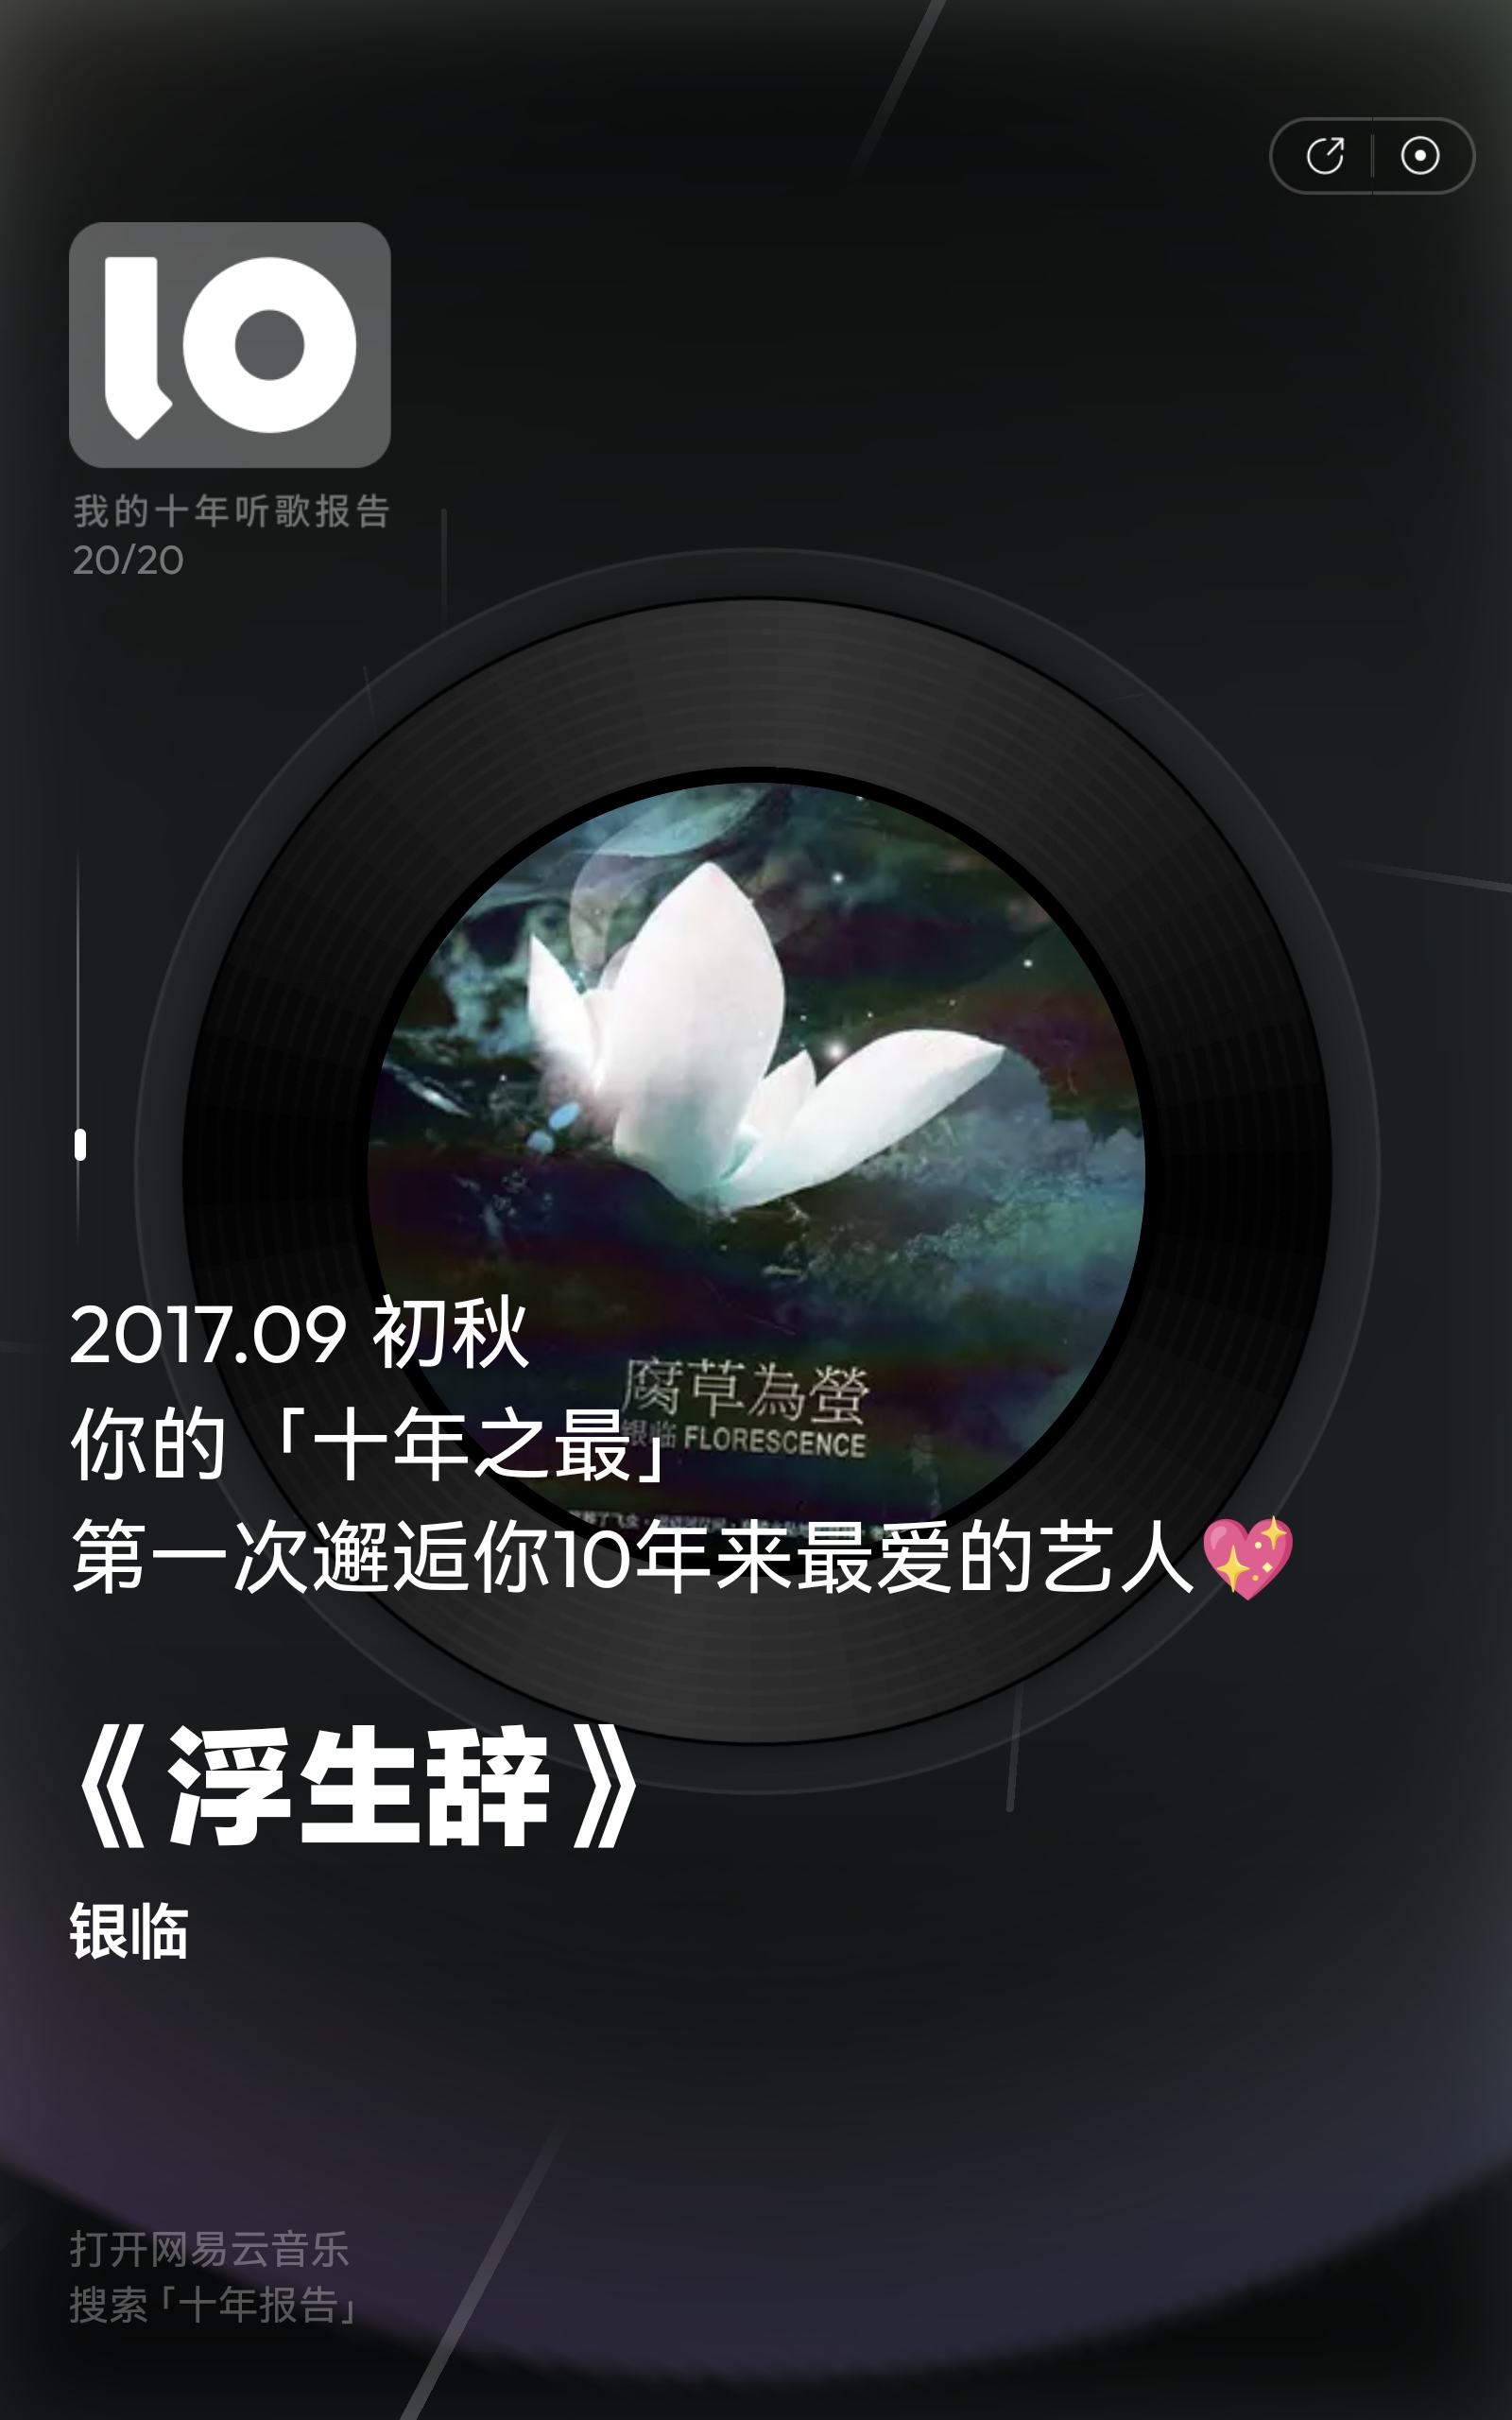 10
我的十年听歌报告
20/20
腐草為螢
银临 FLORESCENCE
2017.09 初秋
你的「十年之最」
第一次邂逅你10年来最爱的艺人💖
《浮生辞》
银临
打开网易云音乐
搜索「十年报告」